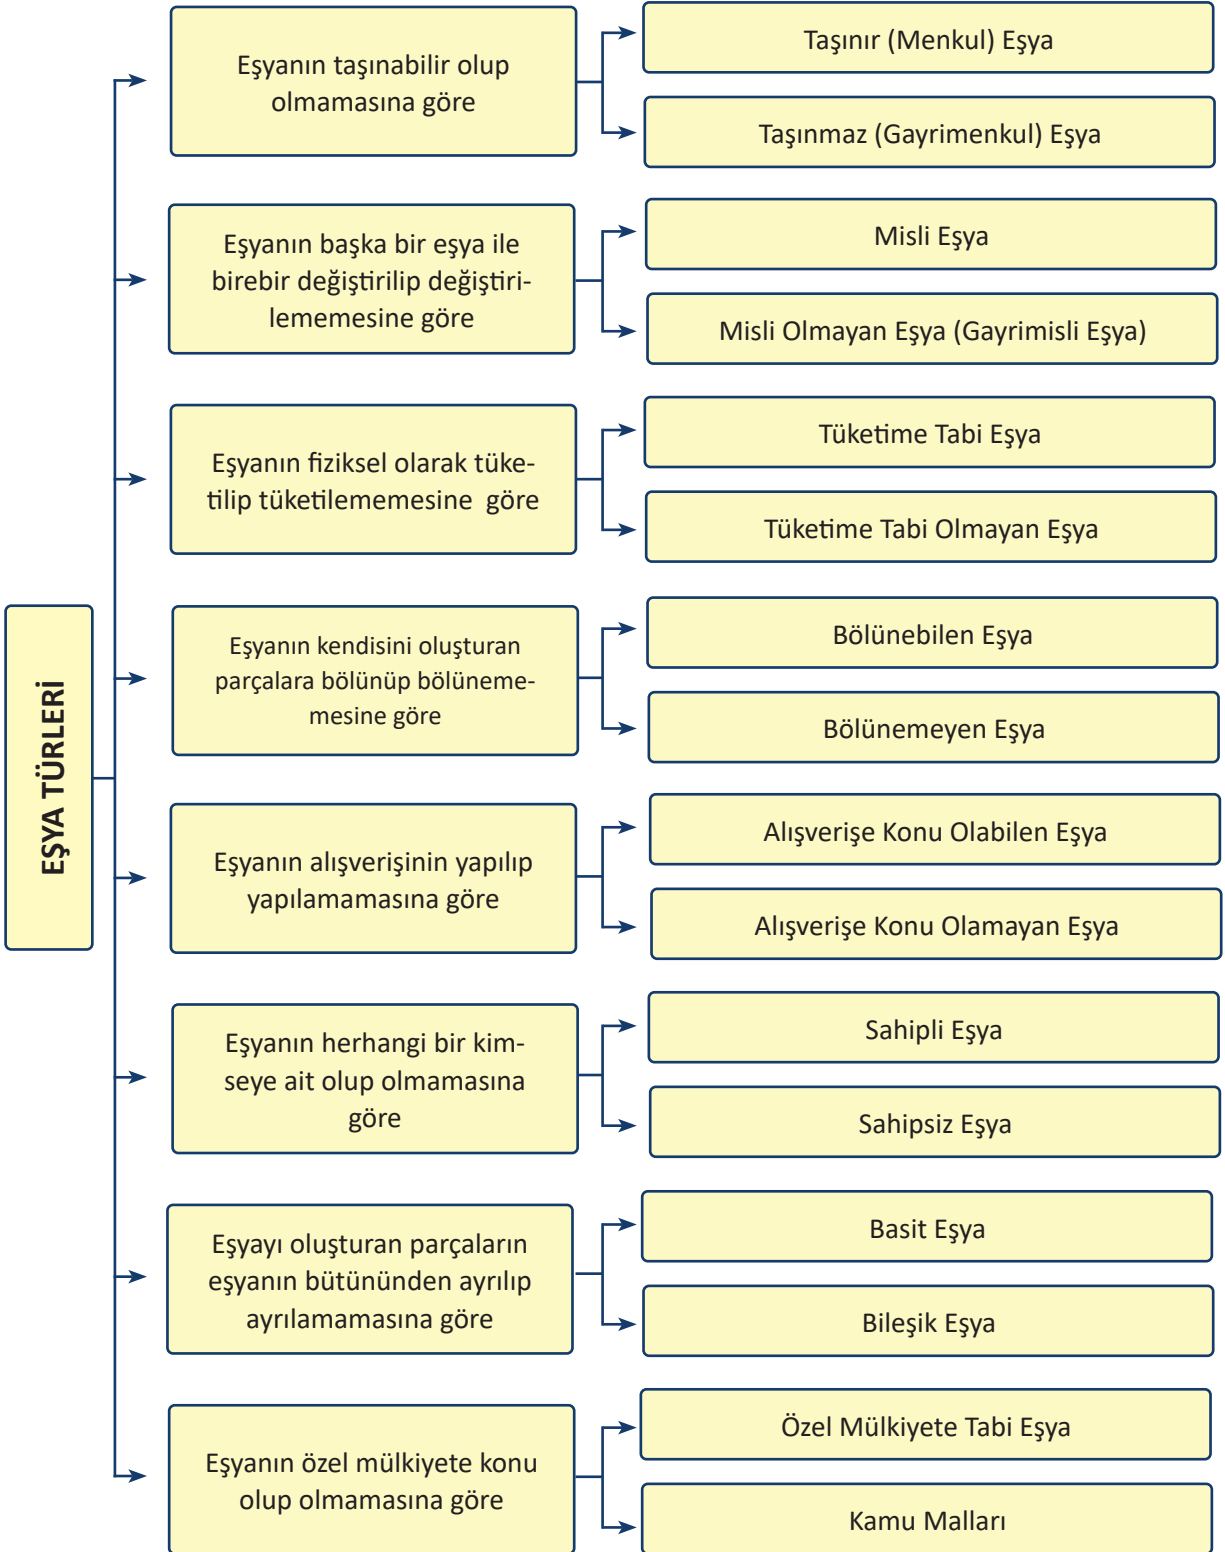 EŞYA TÜRLERİ
Eşyanın taşınabilir olup
olmamasına göre
Taşınır (Menkul) Eşya
Taşınmaz (Gayrimenkul) Eşya
Eşyanın başka bir eşya ile
birebir değiştirilip değiştiri-
lememesine göre
Misli Eşya
Misli Olmayan Eşya (Gayrimisli Eşya)
Eşyanın fiziksel olarak tüke-
tilip tüketilememesine göre
Tüketime Tabi Eşya
Tüketime Tabi Olmayan Eşya
Eşyanın kendisini oluşturan
parçalara bölünüp bölüneme-
mesine göre
Bölünebilen Eşya
Bölünemeyen Eşya
Eşyanın alışverişinin yapılıp
yapılamamasına göre
Alışverişe Konu Olabilen Eşya
Alışverişe Konu Olamayan Eşya
Eşyanın herhangi bir kim-
seye ait olup olmamasına
göre
Sahipli Eşya
Sahipsiz Eşya
Eşyayı oluşturan parçaların
eşyanın bütününden ayrılıp
ayrılamamasına göre
Basit Eşya
Bileşik Eşya
Eşyanın özel mülkiyete konu
olup olmamasına göre
Özel Mülkiyete Tabi Eşya
Kamu Malları